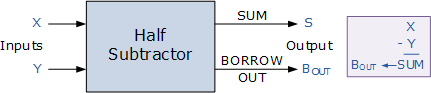 X
Inputs
Y
Half
Subtractor
SUM
BORROW
OUT
S
Output
BOUT
X
- Y
BOUT SUM